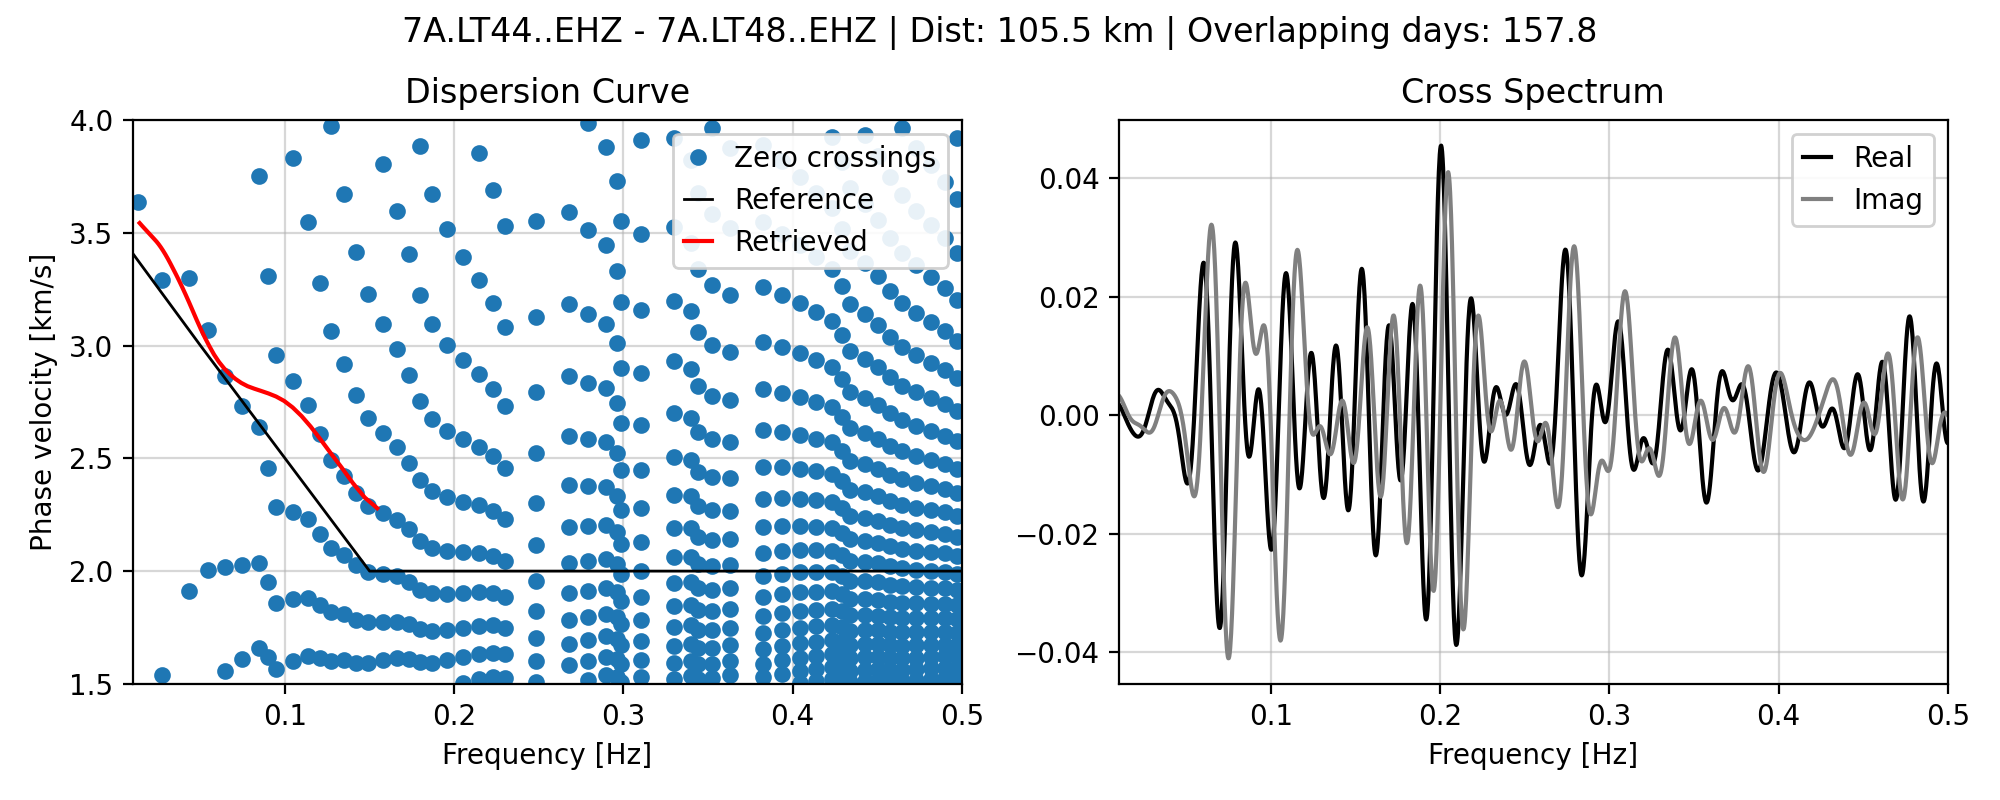 7A.LT44..EHZ - 7A.LT48..EHZ | Dist: 105.5 km | Overlapping days: 157.8
Dispersion Curve
4.0
3.5
3.0
2.5
2.0
1.5
Phase velocity [km/s]
0.1 0.2 0.3 0.4 0.5
Frequency [Hz]
Zero crossings
Reference
Retrieved
Cross Spectrum
0.04
0.02
0.00
−0.02
−0.04
0.1 0.2 0.3 0.4 0.5
Frequency [Hz]
Real
Imag